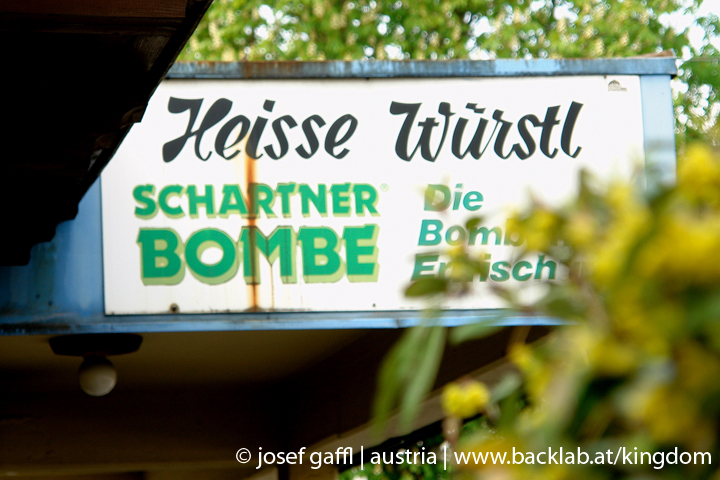 Heisse Würstl
SCHARTNER®
BOMBE
Die
© josef gaffl | austria | www.backlab.at/kingdom